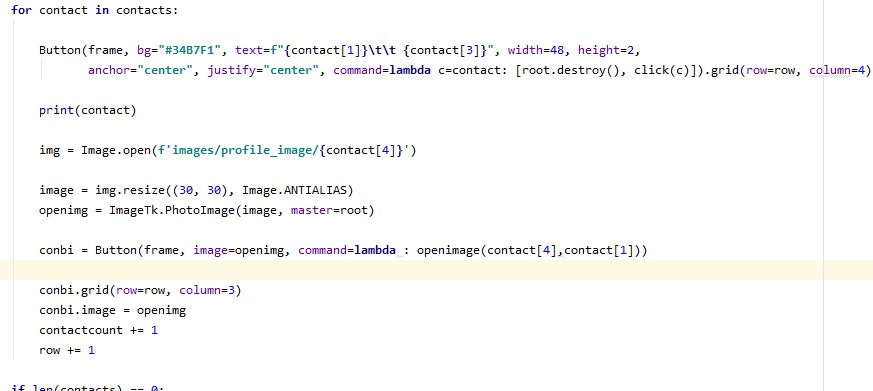 for contact in contacts:
Button(frame, bg="#34B7F1", text=f"{contact[1]}\t\t {contact[3]}", width=48, height=2,
anchor="center", justify="center", command=lambda c=contact: [root.destroy(), click(c)]).grid(row=row, column=4)
print(contact)
img = Image.open(f'images/profile_image/{contact[4]}')
image = img.resize((30, 30), Image.ANTIALIAS)
openimg = ImageTk.PhotoImage(image, master=root)
conbi = Button(frame, image=openimg, command=lambda : openimage(contact[4],contact[1]))
conbi.grid(row=row, column=3)
conbi.image = openimg
contactcount += 1
row += 1
if len(contacts) == 0: